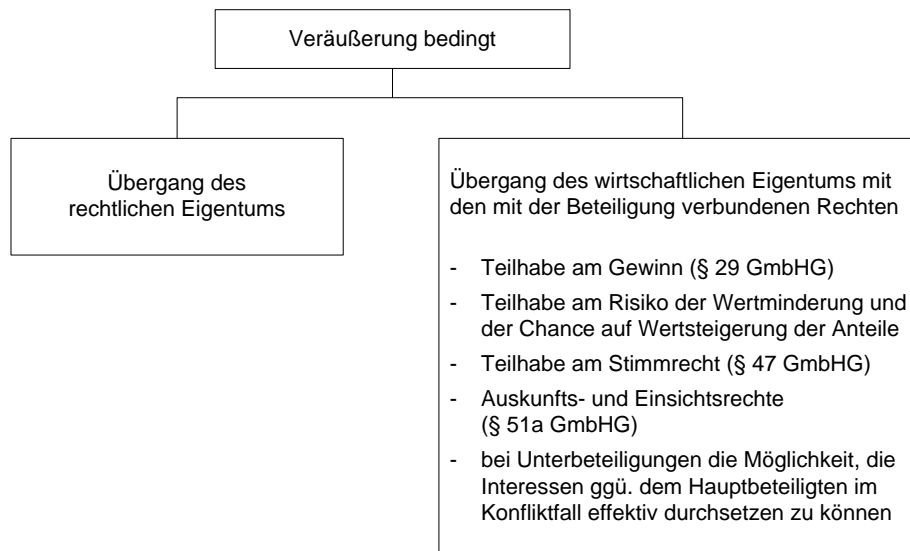 Veräußerung bedingt
Übergang des
rechtlichen Eigentums
Übergang des wirtschaftlichen Eigentums mit
den mit der Beteiligung verbundenen Rechten
- Teilhabe am Gewinn (§ 29 GmbHG)
- Teilhabe am Risiko der Wertminderung und
der Chance auf Wertsteigerung der Anteile
- Teilhabe am Stimmrecht (§ 47 GmbHG)
- Auskunfts- und Einsichtsrechte
(§ 51a GmbHG)
- bei Unterbeteiligungen die Möglichkeit, die
Interessen ggü. dem Hauptbeteiligten im
Konfliktfall effektiv durchsetzen zu können